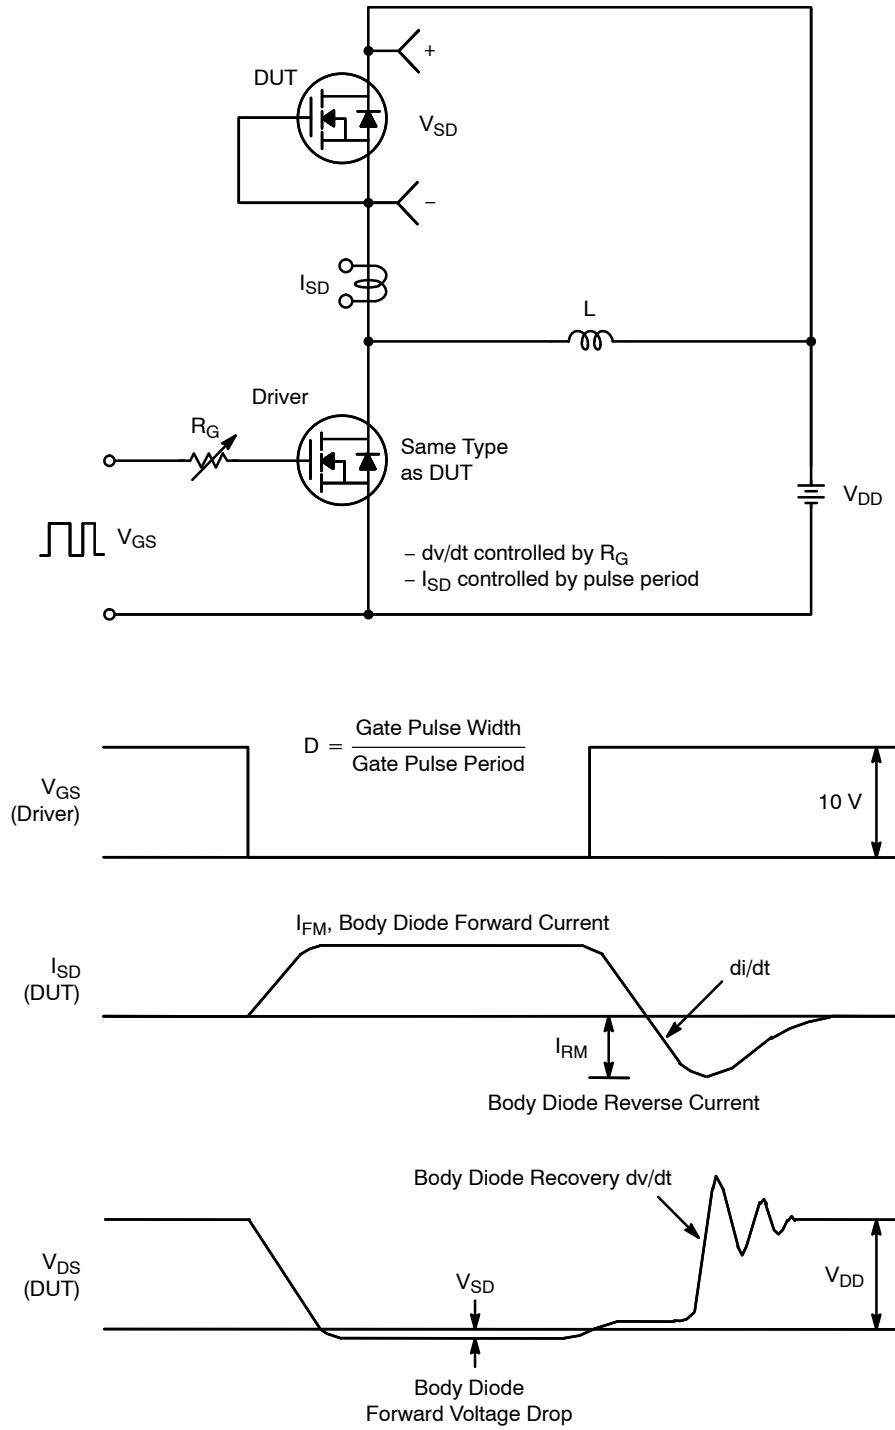 +
DUT
V_SD
−
I_SD
L
Driver
R_G
Same Type
as DUT
V_DD
V_GS
− dv/dt controlled by R_G
− I_SD controlled by pulse period
D = Gate Pulse Width
Gate Pulse Period
V_GS
(Driver)
10 V
I_FM, Body Diode Forward Current
I_SD
(DUT)
di/dt
I_RM
Body Diode Reverse Current
Body Diode Recovery dv/dt
V_DS
(DUT)
V_SD
V_DD
Body Diode
Forward Voltage Drop